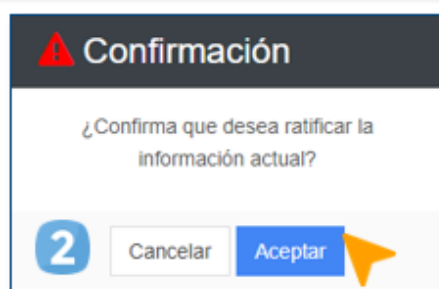 Confirmación
¿Confirma que desea ratificar la
información actual?
2 Cancelar Aceptar